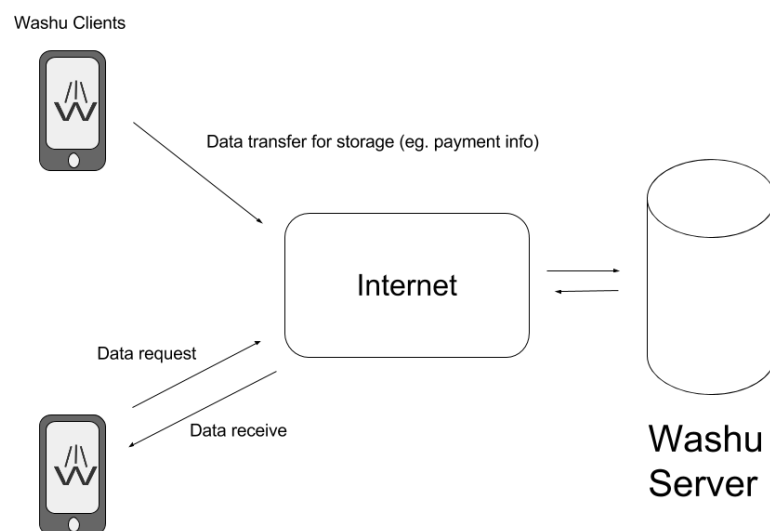 Washu Clients
W
Data transfer for storage (eg. payment info)
Internet
Data request
Data receive
W
Washu
Server